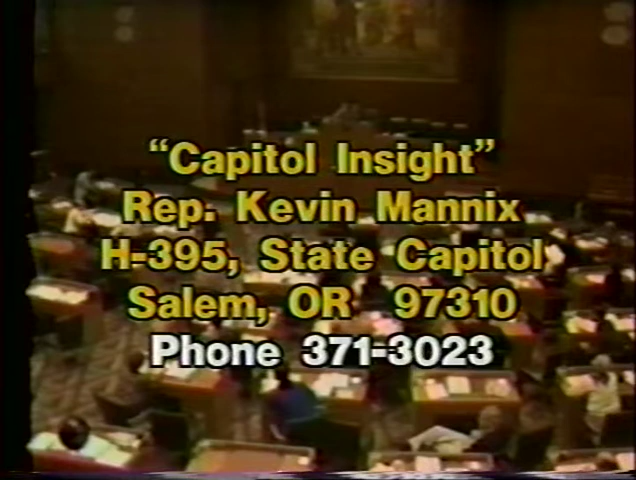 “Capitol Insight”
Rep. Kevin Mannix
H-395, State Capitol
Salem, OR 97310
Phone 371-3023